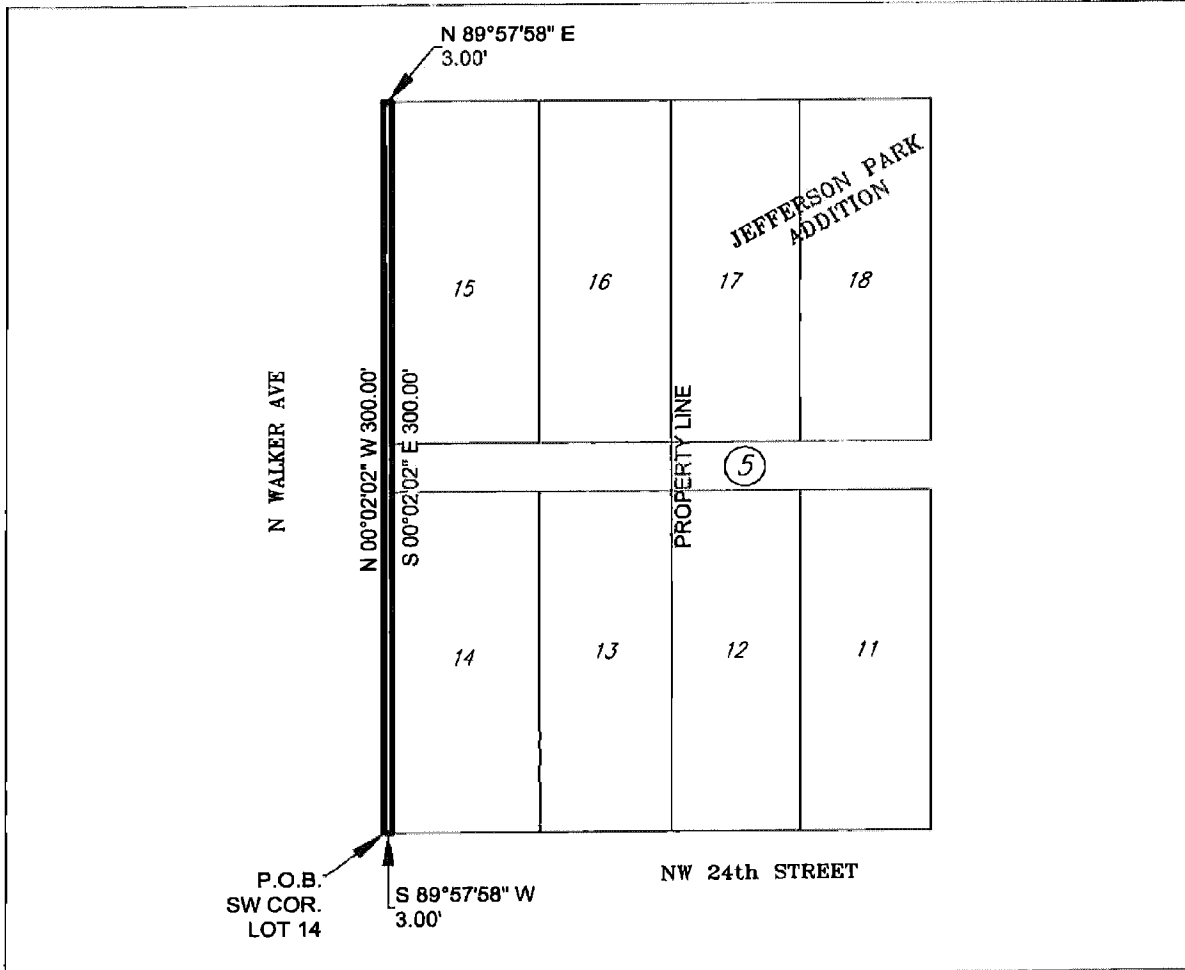 N 89°57'58" E
3.00'
JEFFERSON PARK
ADDITION
15
16
17
18
N WALKER AVE
N 00°02'02" W 300.00'
S 00°02'02" E 300.00'
PROPERTY LINE
5
14
13
12
11
P.O.B.
SW COR.
LOT 14
S 89°57'58" W
3.00'
NW 24th STREET